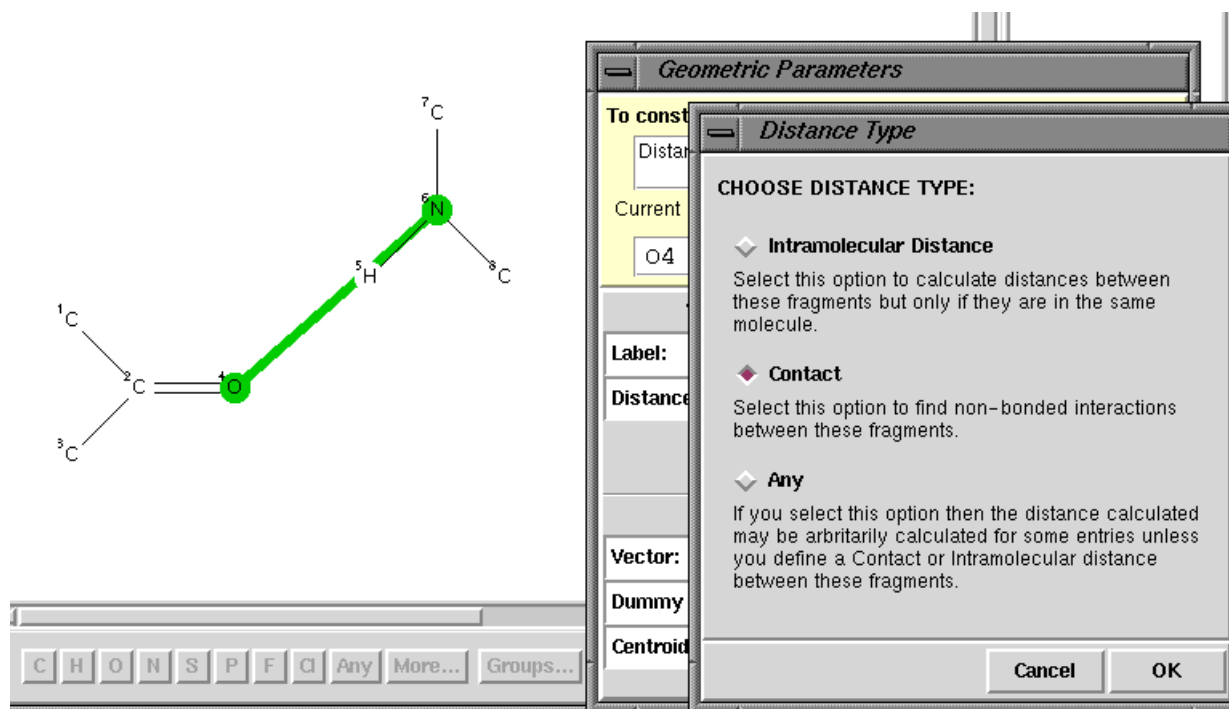 Geometric Parameters
To const
Distar
Current
O4
Label:
Distance
Vector:
Dummy
Centroid
Distance Type
CHOOSE DISTANCE TYPE:
Intramolecular Distance
Select this option to calculate distances between
these fragments but only if they are in the same
molecule.
Contact
Select this option to find non-bonded interactions
between these fragments.
Any
If you select this option then the distance calculated
may be arbritarily calculated for some entries unless
you define a Contact or Intramolecular distance
between these fragments.
Cancel OK
7C
6N
5H
8C
1C
2C
4O
3C
C H O N S P F Cl Any More... Groups...